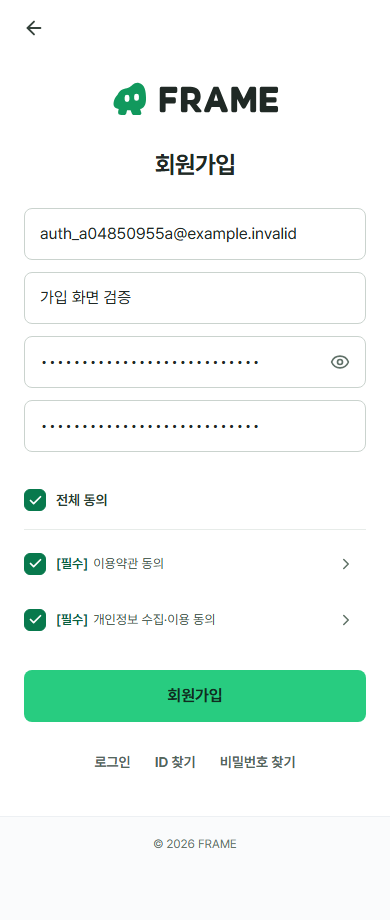 FRAME
회원가입
auth_a04850955a@example.invalid
가입 화면 검증
전체 동의
[필수] 이용약관 동의
[필수] 개인정보 수집·이용 동의
회원가입
로그인 ID 찾기 비밀번호 찾기
© 2026 FRAME